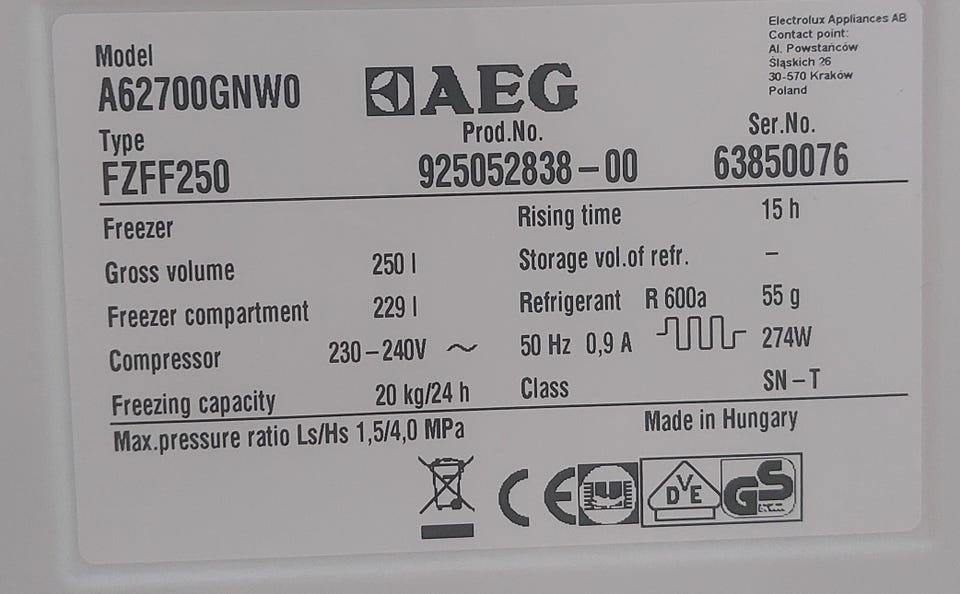 Electrolux Appliances AB
Contact point:
Al. Powstańców
Śląskich 26
30-570 Kraków
Poland
Model
A62700GNW0
AEG
Type
FZFF250
Prod.No.
925052838-00
Ser.No.
63850076
Freezer
Rising time 15 h
Gross volume 250 l
Storage vol.of refr. –
Freezer compartment 229 l
Refrigerant R 600a 55 g
Compressor 230-240V ~
50 Hz 0,9 A 274W
Freezing capacity 20 kg/24 h
Class SN-T
Max.pressure ratio Ls/Hs 1,5/4,0 MPa
Made in Hungary
CE
DVE
GS